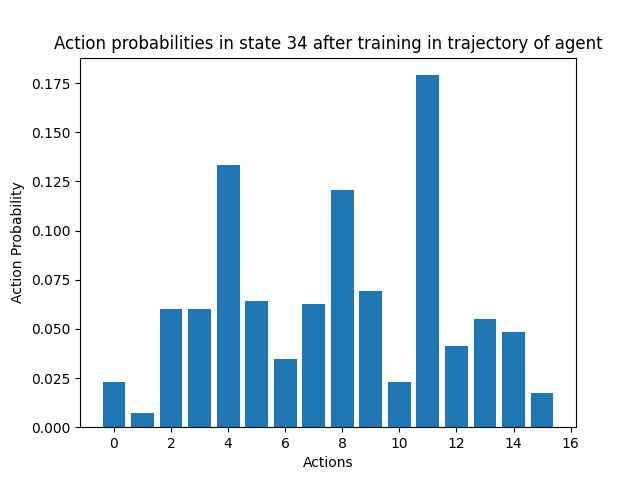 Action probabilities in state 34 after training in trajectory of agent
0.175
0.150
0.125
0.100
0.075
0.050
0.025
0.000
Action Probability
0 2 4 6 8 10 12 14 16
Actions